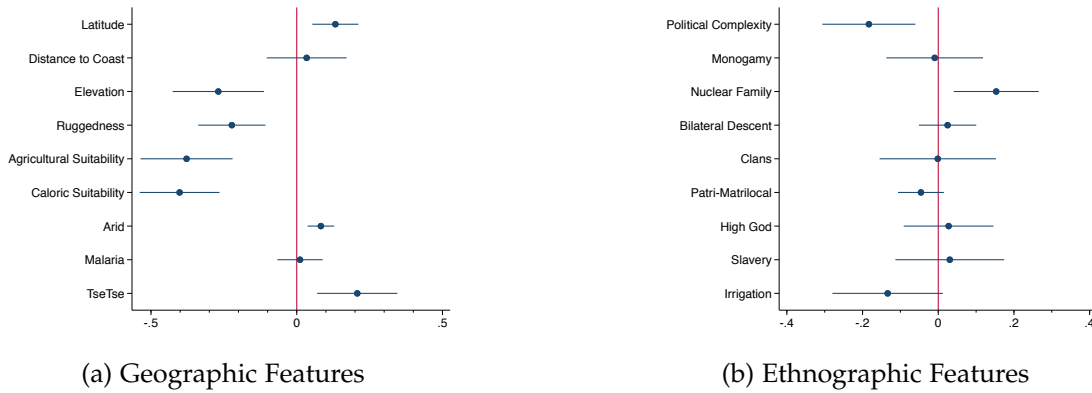 Latitude
Distance to Coast
Elevation
Ruggedness
Agricultural Suitability
Caloric Suitability
Arid
Malaria
TseTse
-.5 0 .5
(a) Geographic Features
Political Complexity
Monogamy
Nuclear Family
Bilateral Descent
Clans
Patri-Matrilocal
High God
Slavery
Irrigation
-.4 -.2 0 .2 .4
(b) Ethnographic Features